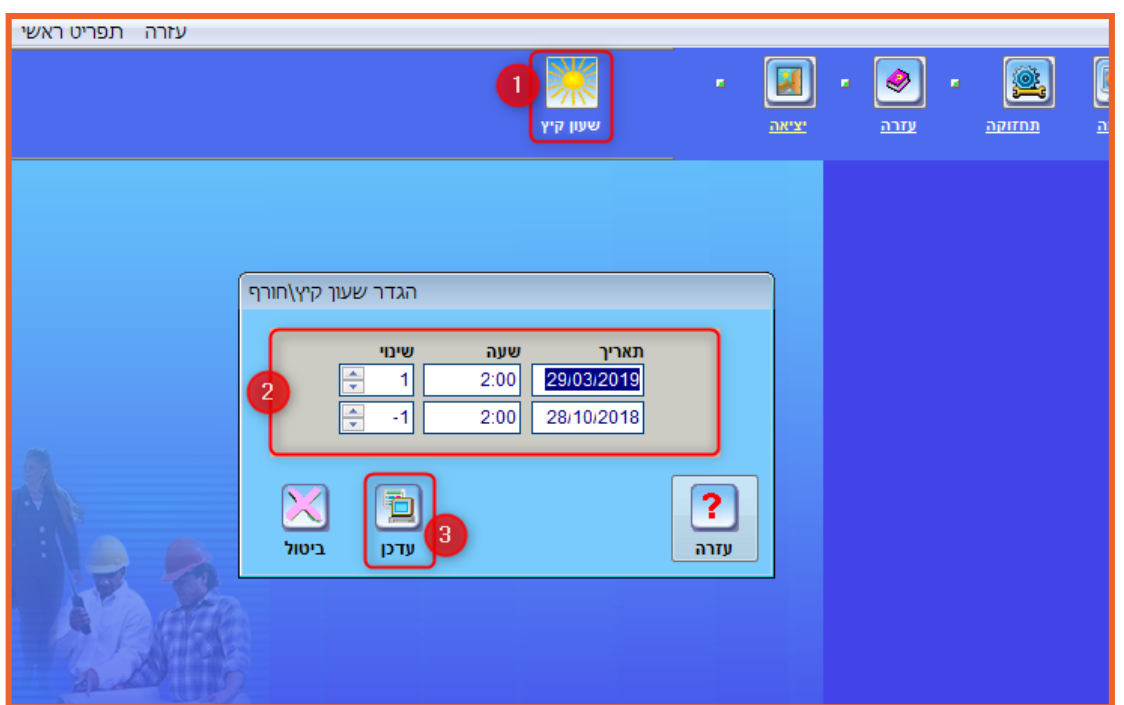 תפריט ראשי עזרה
1
שעון קיץ
יציאה
עזרה
תחזוקה
ה
הגדר שעון קיץ\חורף
תאריך שעה שינוי
29/03/2019 2:00 1
28/10/2018 2:00 -1
2
? עזרה
עדכן
3
ביטול